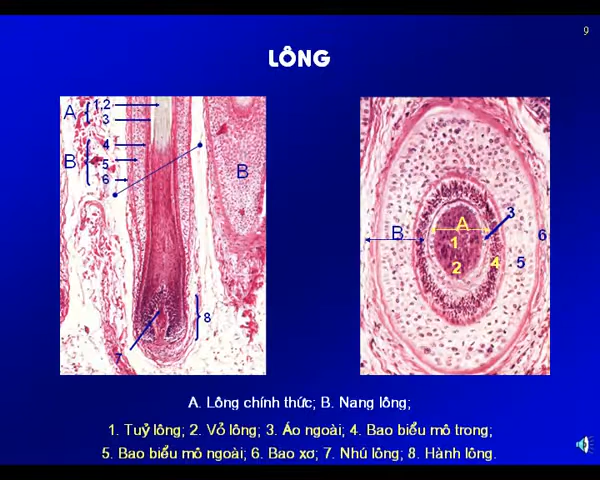 9
LÔNG
A 1,2
3
B 4
5
6
B
7
8
A
B
1
2
3
4
5
6
A. Lông chính thức; B. Nang lông;
1. Tuỷ lông; 2. Vỏ lông; 3. Áo ngoài; 4. Bao biểu mô trong;
5. Bao biểu mô ngoài; 6. Bao xơ; 7. Nhú lông; 8. Hành lông.